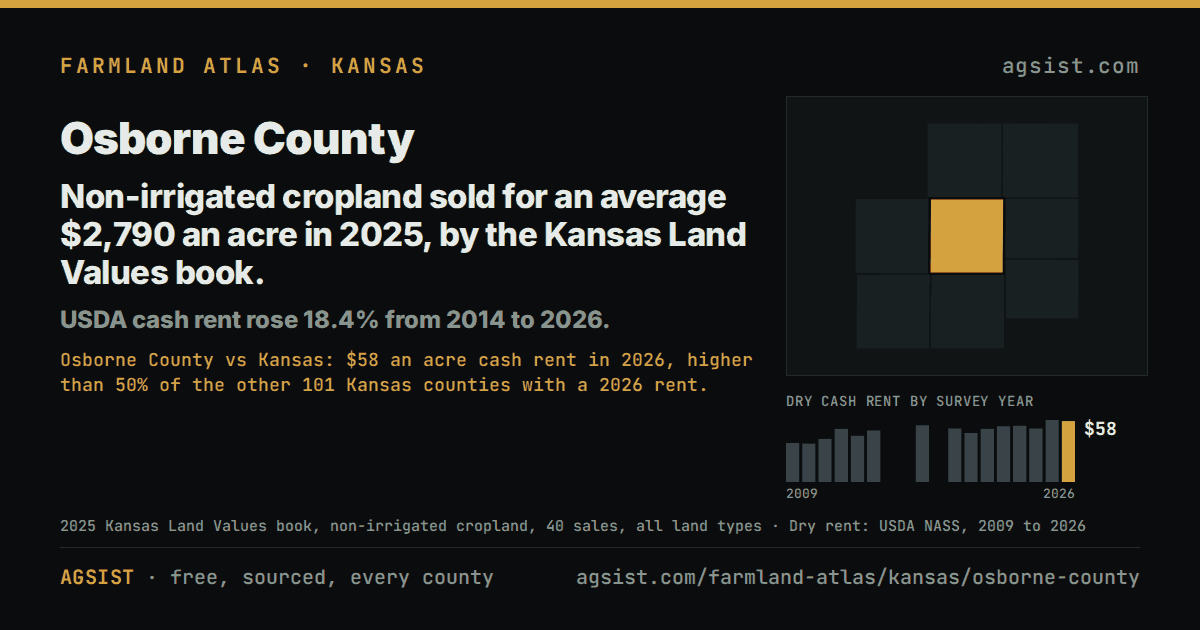 FARMLAND ATLAS · KANSAS
agsist.com
Osborne County
Non-irrigated cropland sold for an average
$2,790 an acre in 2025, by the Kansas Land
Values book.
USDA cash rent rose 18.4% from 2014 to 2026.
Osborne County vs Kansas: $58 an acre cash rent in 2026, higher
than 50% of the other 101 Kansas counties with a 2026 rent.
DRY CASH RENT BY SURVEY YEAR
$58
2009
2026
2025 Kansas Land Values book, non-irrigated cropland, 40 sales, all land types · Dry rent: USDA NASS, 2009 to 2026
AGSIST · free, sourced, every county
agsist.com/farmland-atlas/kansas/osborne-county